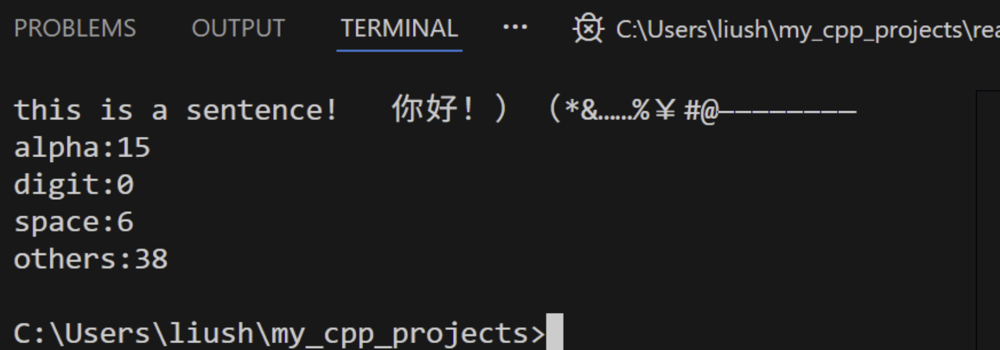 PROBLEMS OUTPUT TERMINAL ··· C:\Users\liush\my_cpp_projects\rea
this is a sentence!   你好！）（*&……%￥#@————————
alpha:15
digit:0
space:6
others:38
C:\Users\liush\my_cpp_projects>